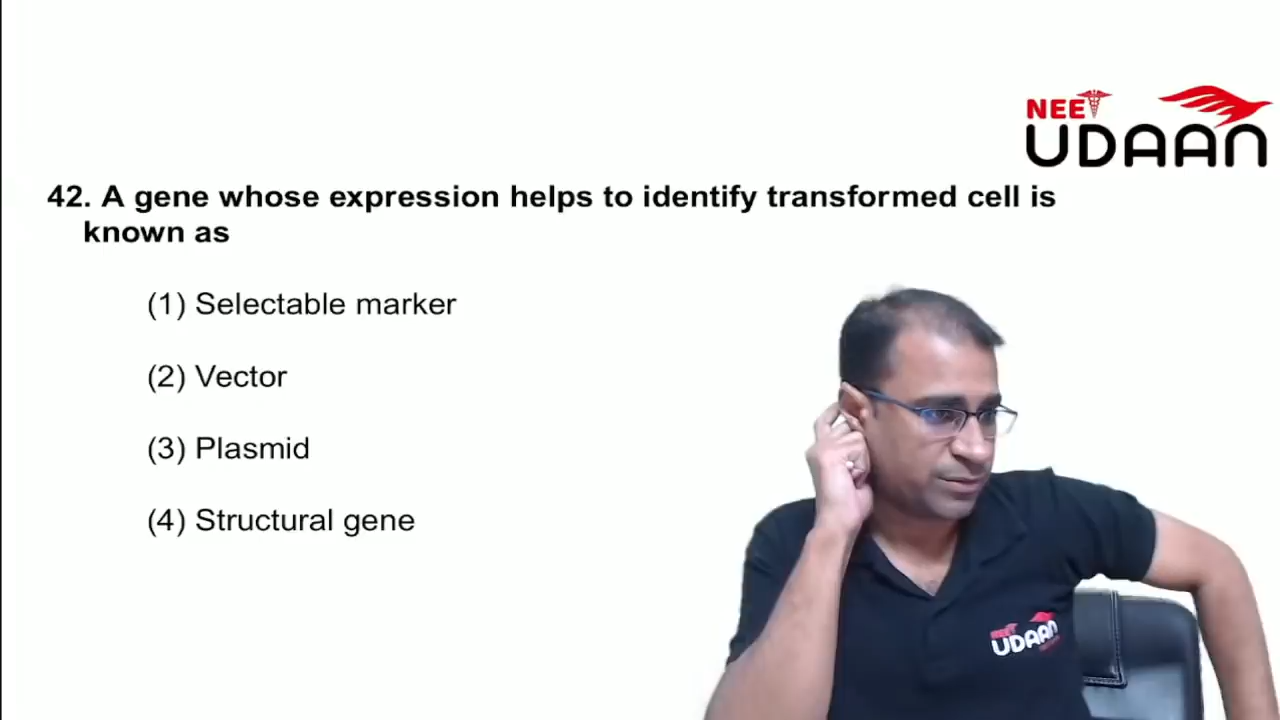 NEET
UDAAN
42. A gene whose expression helps to identify transformed cell is
known as
(1) Selectable marker
(2) Vector
(3) Plasmid
(4) Structural gene
NEET
UDAAN